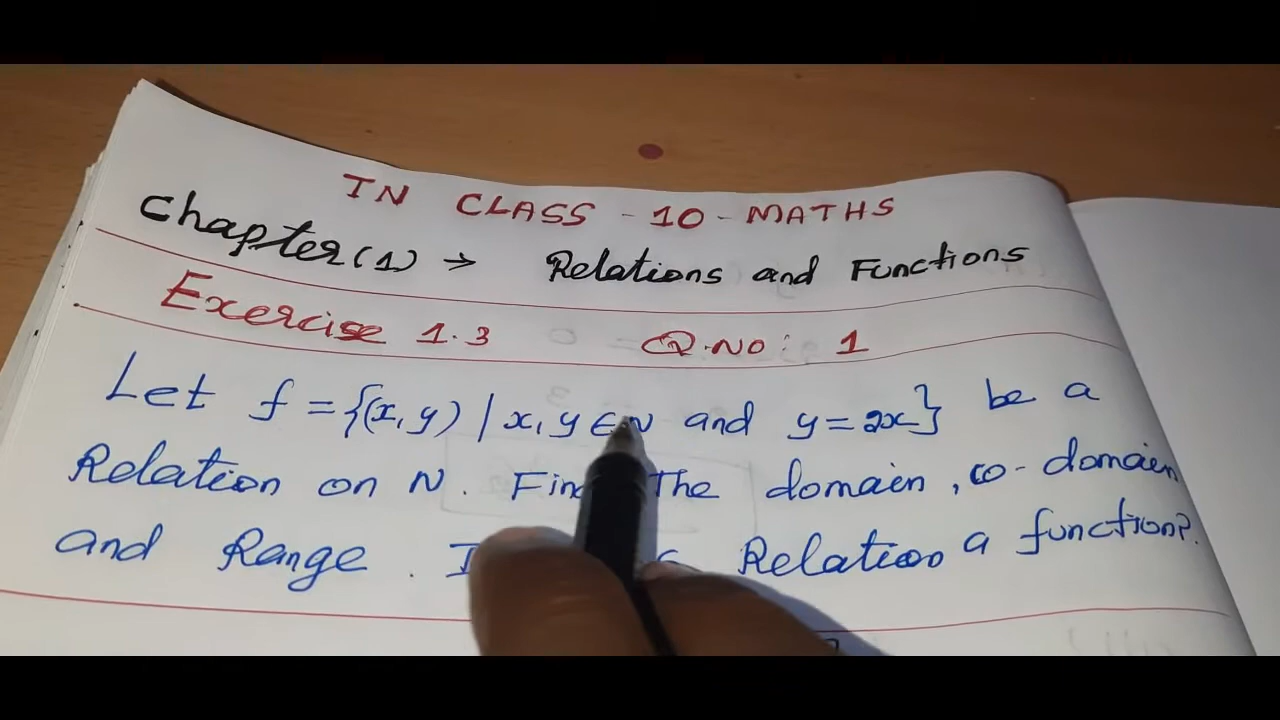 TN CLASS - 10 - MATHS
Chapter (1) → Relations and Functions
Exercise 1.3 Q.NO: 1
Let f = {(x, y) / x, y ∈ N and y = 2x} be a
Relation on N. The domain, co-domain
and Range. Relation a function?